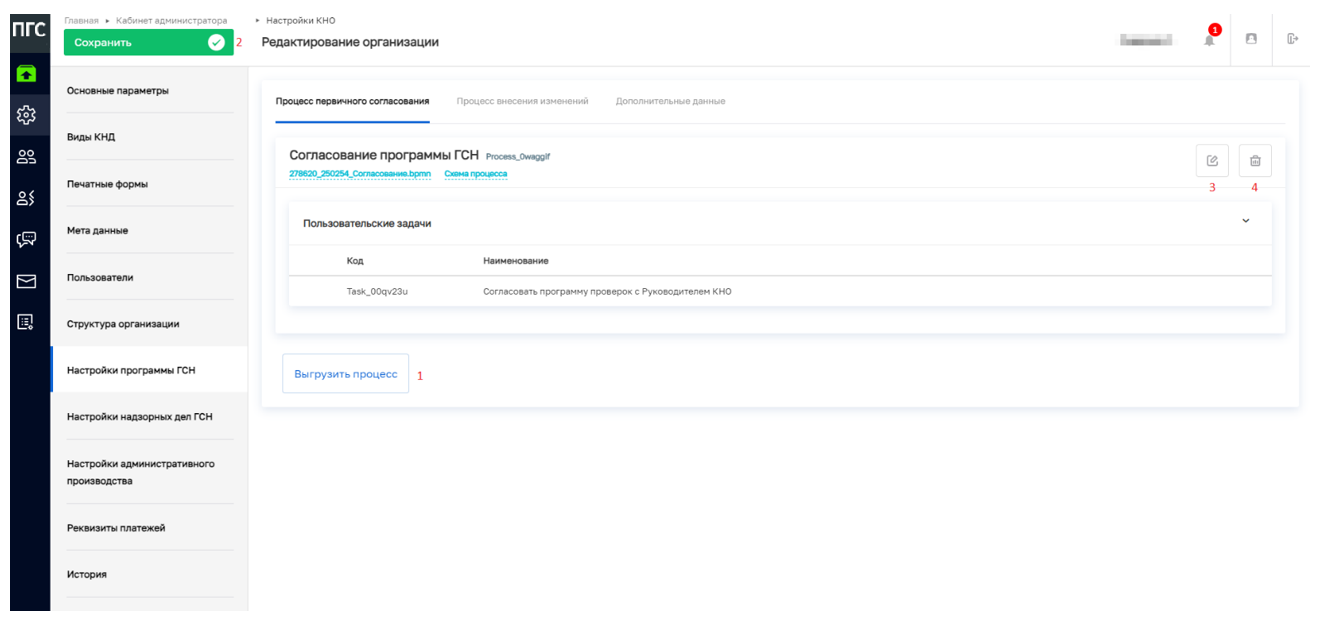 ПГС
Главная ▸ Кабинет администратора ▸ Настройки КНО
Сохранить 2
Редактирование организации
1
Основные параметры
Виды КНД
Печатные формы
Мета данные
Пользователи
Структура организации
Настройки программы ГСН
Настройки надзорных дел ГСН
Настройки административного
производства
Реквизиты платежей
История
Процесс первичного согласования Процесс внесения изменений Дополнительные данные
Согласование программы ГСН Process_0wagglf
278620_250254_Согласование.bpmn Схема процесса
3 4
Пользовательские задачи
Код Наименование
Task_00qv23u Согласовать программу проверок с Руководителем КНО
Выгрузить процесс 1